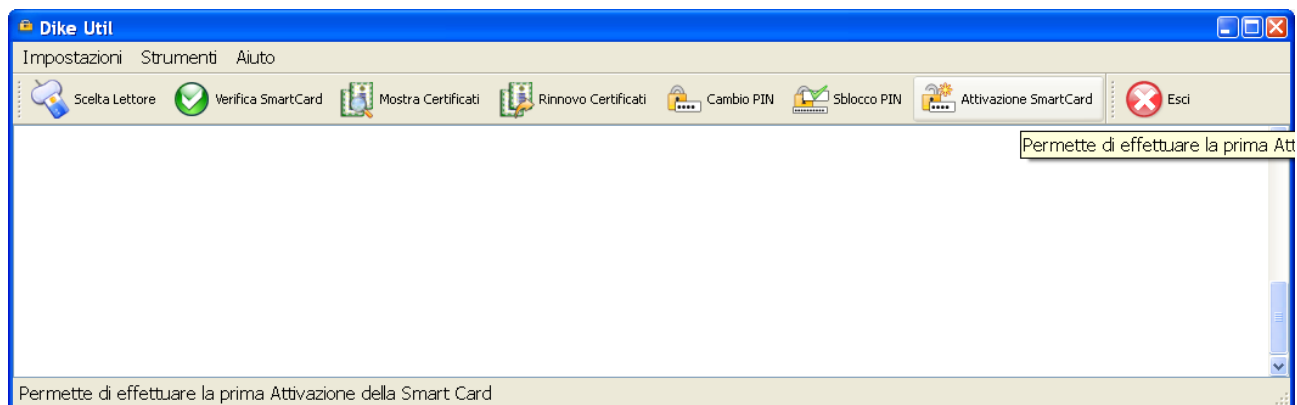 Dike Util
Impostazioni Strumenti Aiuto
Scelta Lettore Verifica SmartCard Mostra Certificati Rinnovo Certificati Cambio PIN Sblocco PIN Attivazione SmartCard Esci
Permette di effettuare la prima Att
Permette di effettuare la prima Attivazione della Smart Card